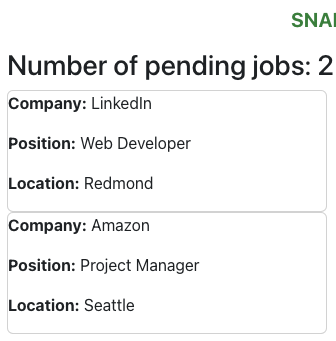 SNA
Number of pending jobs: 2
Company: LinkedIn
Position: Web Developer
Location: Redmond
Company: Amazon
Position: Project Manager
Location: Seattle